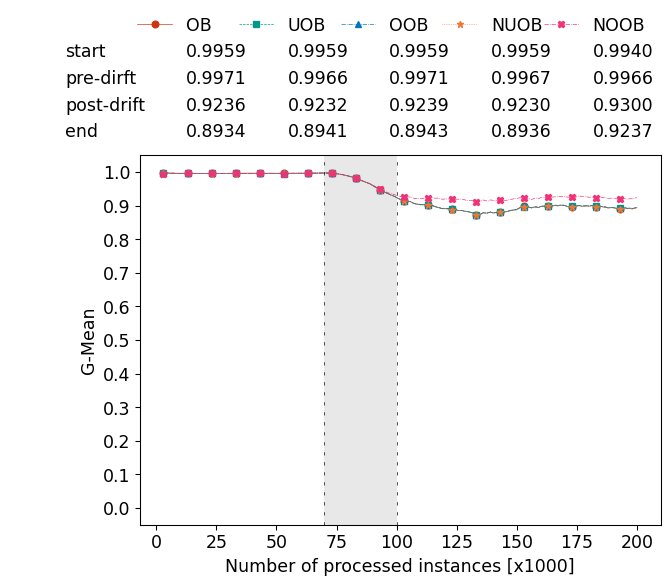 OB UOB OOB NUOB NOOB
start 0.9959 0.9959 0.9959 0.9959 0.9940
pre-dirft 0.9971 0.9966 0.9971 0.9967 0.9966
post-drift 0.9236 0.9232 0.9239 0.9230 0.9300
end 0.8934 0.8941 0.8943 0.8936 0.9237
1.0
0.9
0.8
0.7
0.6
0.5
0.4
0.3
0.2
0.1
0.0
G-Mean
0 25 50 75 100 125 150 175 200
Number of processed instances [x1000]